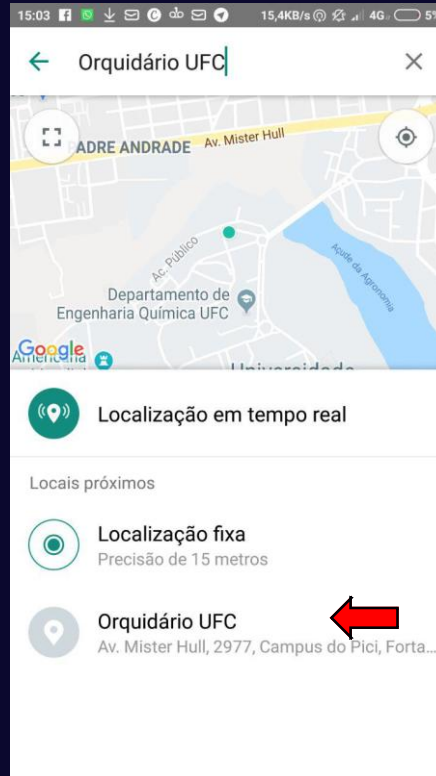 15:03 15,4KB/s 4G 5%
Orquidário UFC
ADRE ANDRADE
Av. Mister Hull
Ac. Público
Açude da Agronomia
Departamento de
Engenharia Química UFC
Google
Localização em tempo real
Locais próximos
Localização fixa
Precisão de 15 metros
Orquidário UFC
Av. Mister Hull, 2977, Campus do Pici, Forta...